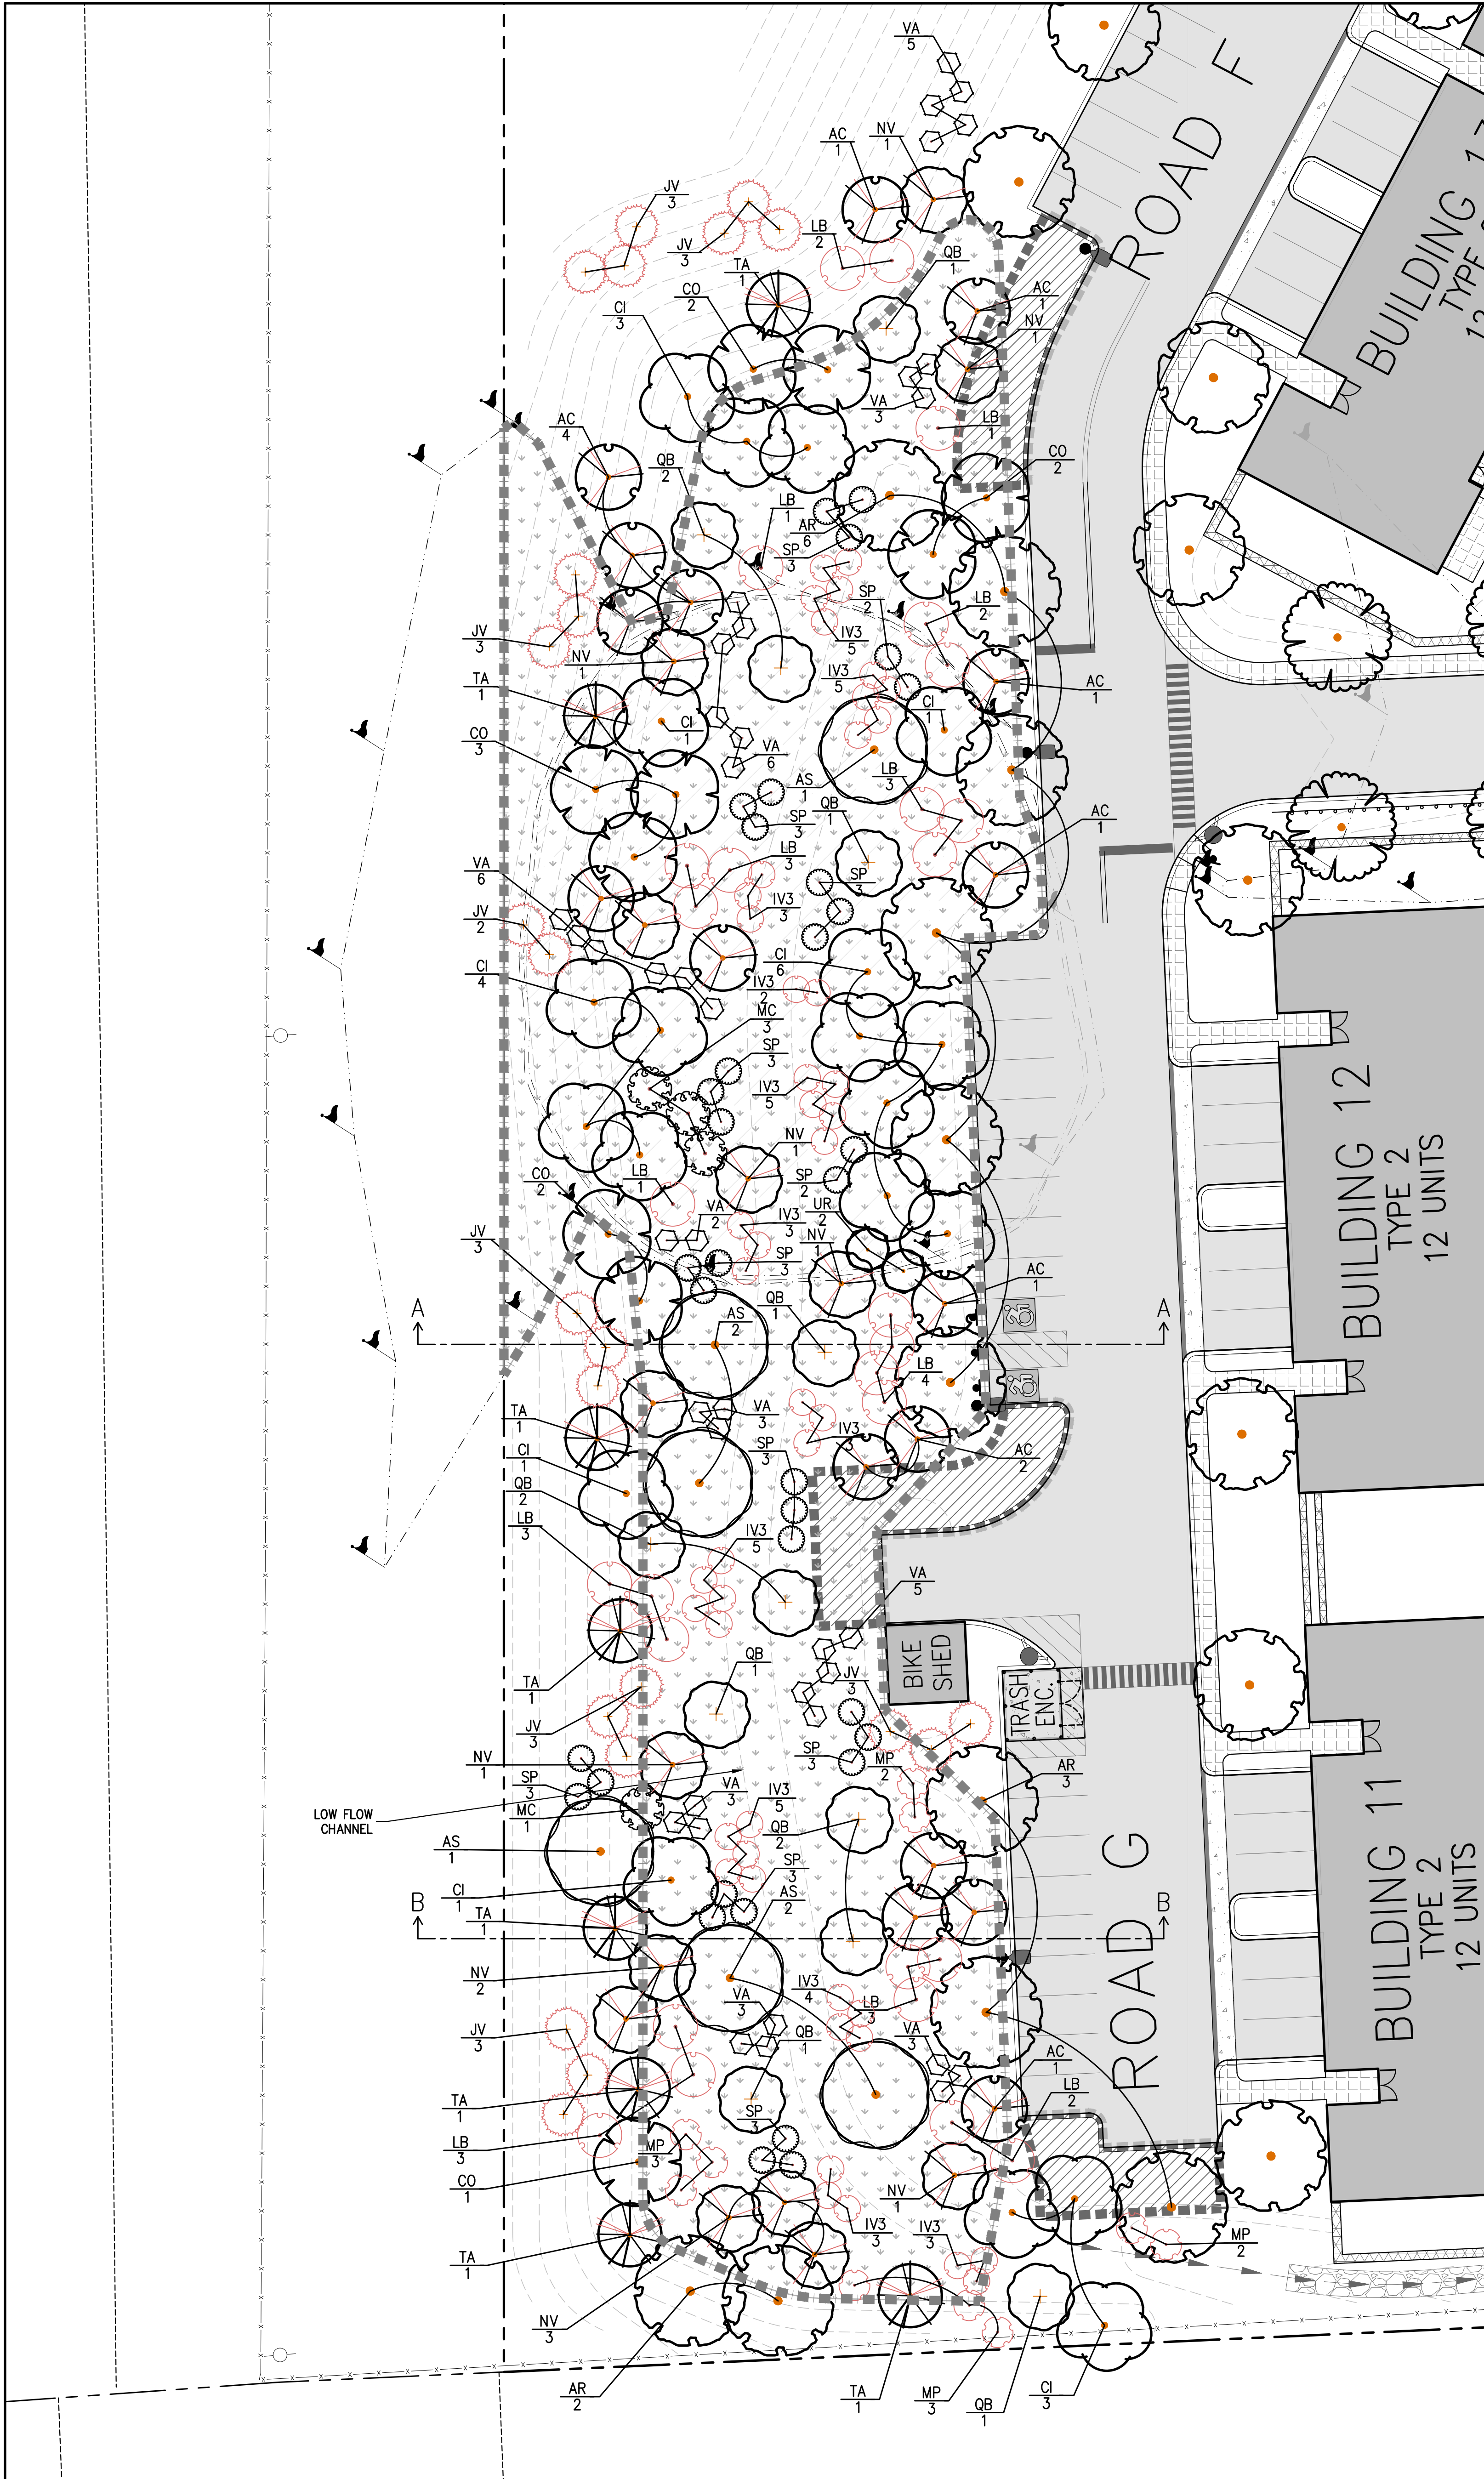 VA
5
AC
1
NV
1
JV
3
JV
3
LB
2
TA
1
QB
1
CO
2
CI
3
AC
1
NV
1
ROAD F
BUILDING
TYPE
VA
3
LB
1
AC
4
QB
2
CO
2
LB
1
AR
6
SP
3
SP
2
LB
2
IV3
5
JV
3
NV
1
IV3
5
AC
1
TA
1
CI
1
CI
1
CO
3
VA
6
LB
3
AS
1
QB
1
SP
3
AC
1
LB
3
VA
6
SP
3
IV3
3
JV
2
CI
6
CI
4
IV3
2
MC
3
SP
3
IV3
5
NV
1
CO
2
LB
1
SP
2
VA
2
UR
2
IV3
3
JV
3
NV
1
SP
3
AC
1
QB
1
A
A
AS
2
LB
4
BUILDING 12
TYPE 2
12 UNITS
VA
3
TA
1
IV3
3
SP
3
CI
1
AC
2
QB
2
LB
3
IV3
5
VA
5
BIKE
SHED
QB
1
TRASH
ENC.
JV
3
TA
1
JV
3
NV
1
SP
3
MP
2
AR
3
SP
3
LOW FLOW
CHANNEL
MC
1
VA
3
IV3
5
QB
2
AS
1
SP
3
CI
1
AS
2
B
B
TA
1
ROAD G
BUILDING 11
TYPE 2
12 UNITS
NV
2
IV3
4
VA
3
LB
3
JV
3
QB
1
VA
3
AC
1
LB
2
TA
1
SP
3
LB
3
MP
3
CO
1
NV
1
IV3
3
IV3
3
MP
2
TA
1
NV
3
AR
2
TA
1
MP
3
QB
1
CI
3